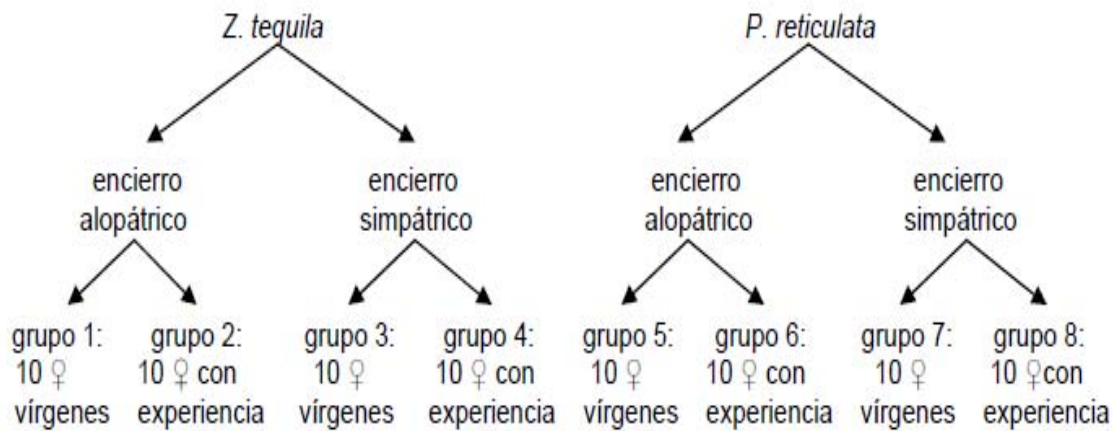 Z. tequila P. reticulata
encierro encierro encierro encierro
alopátrico simpátrico alopátrico simpátrico
grupo 1: grupo 2: grupo 3: grupo 4: grupo 5: grupo 6: grupo 7: grupo 8:
10 ♀ 10 ♀ con 10 ♀ 10 ♀ con 10 ♀ 10 ♀ con 10 ♀ 10 ♀con
vírgenes experiencia vírgenes experiencia vírgenes experiencia vírgenes experiencia